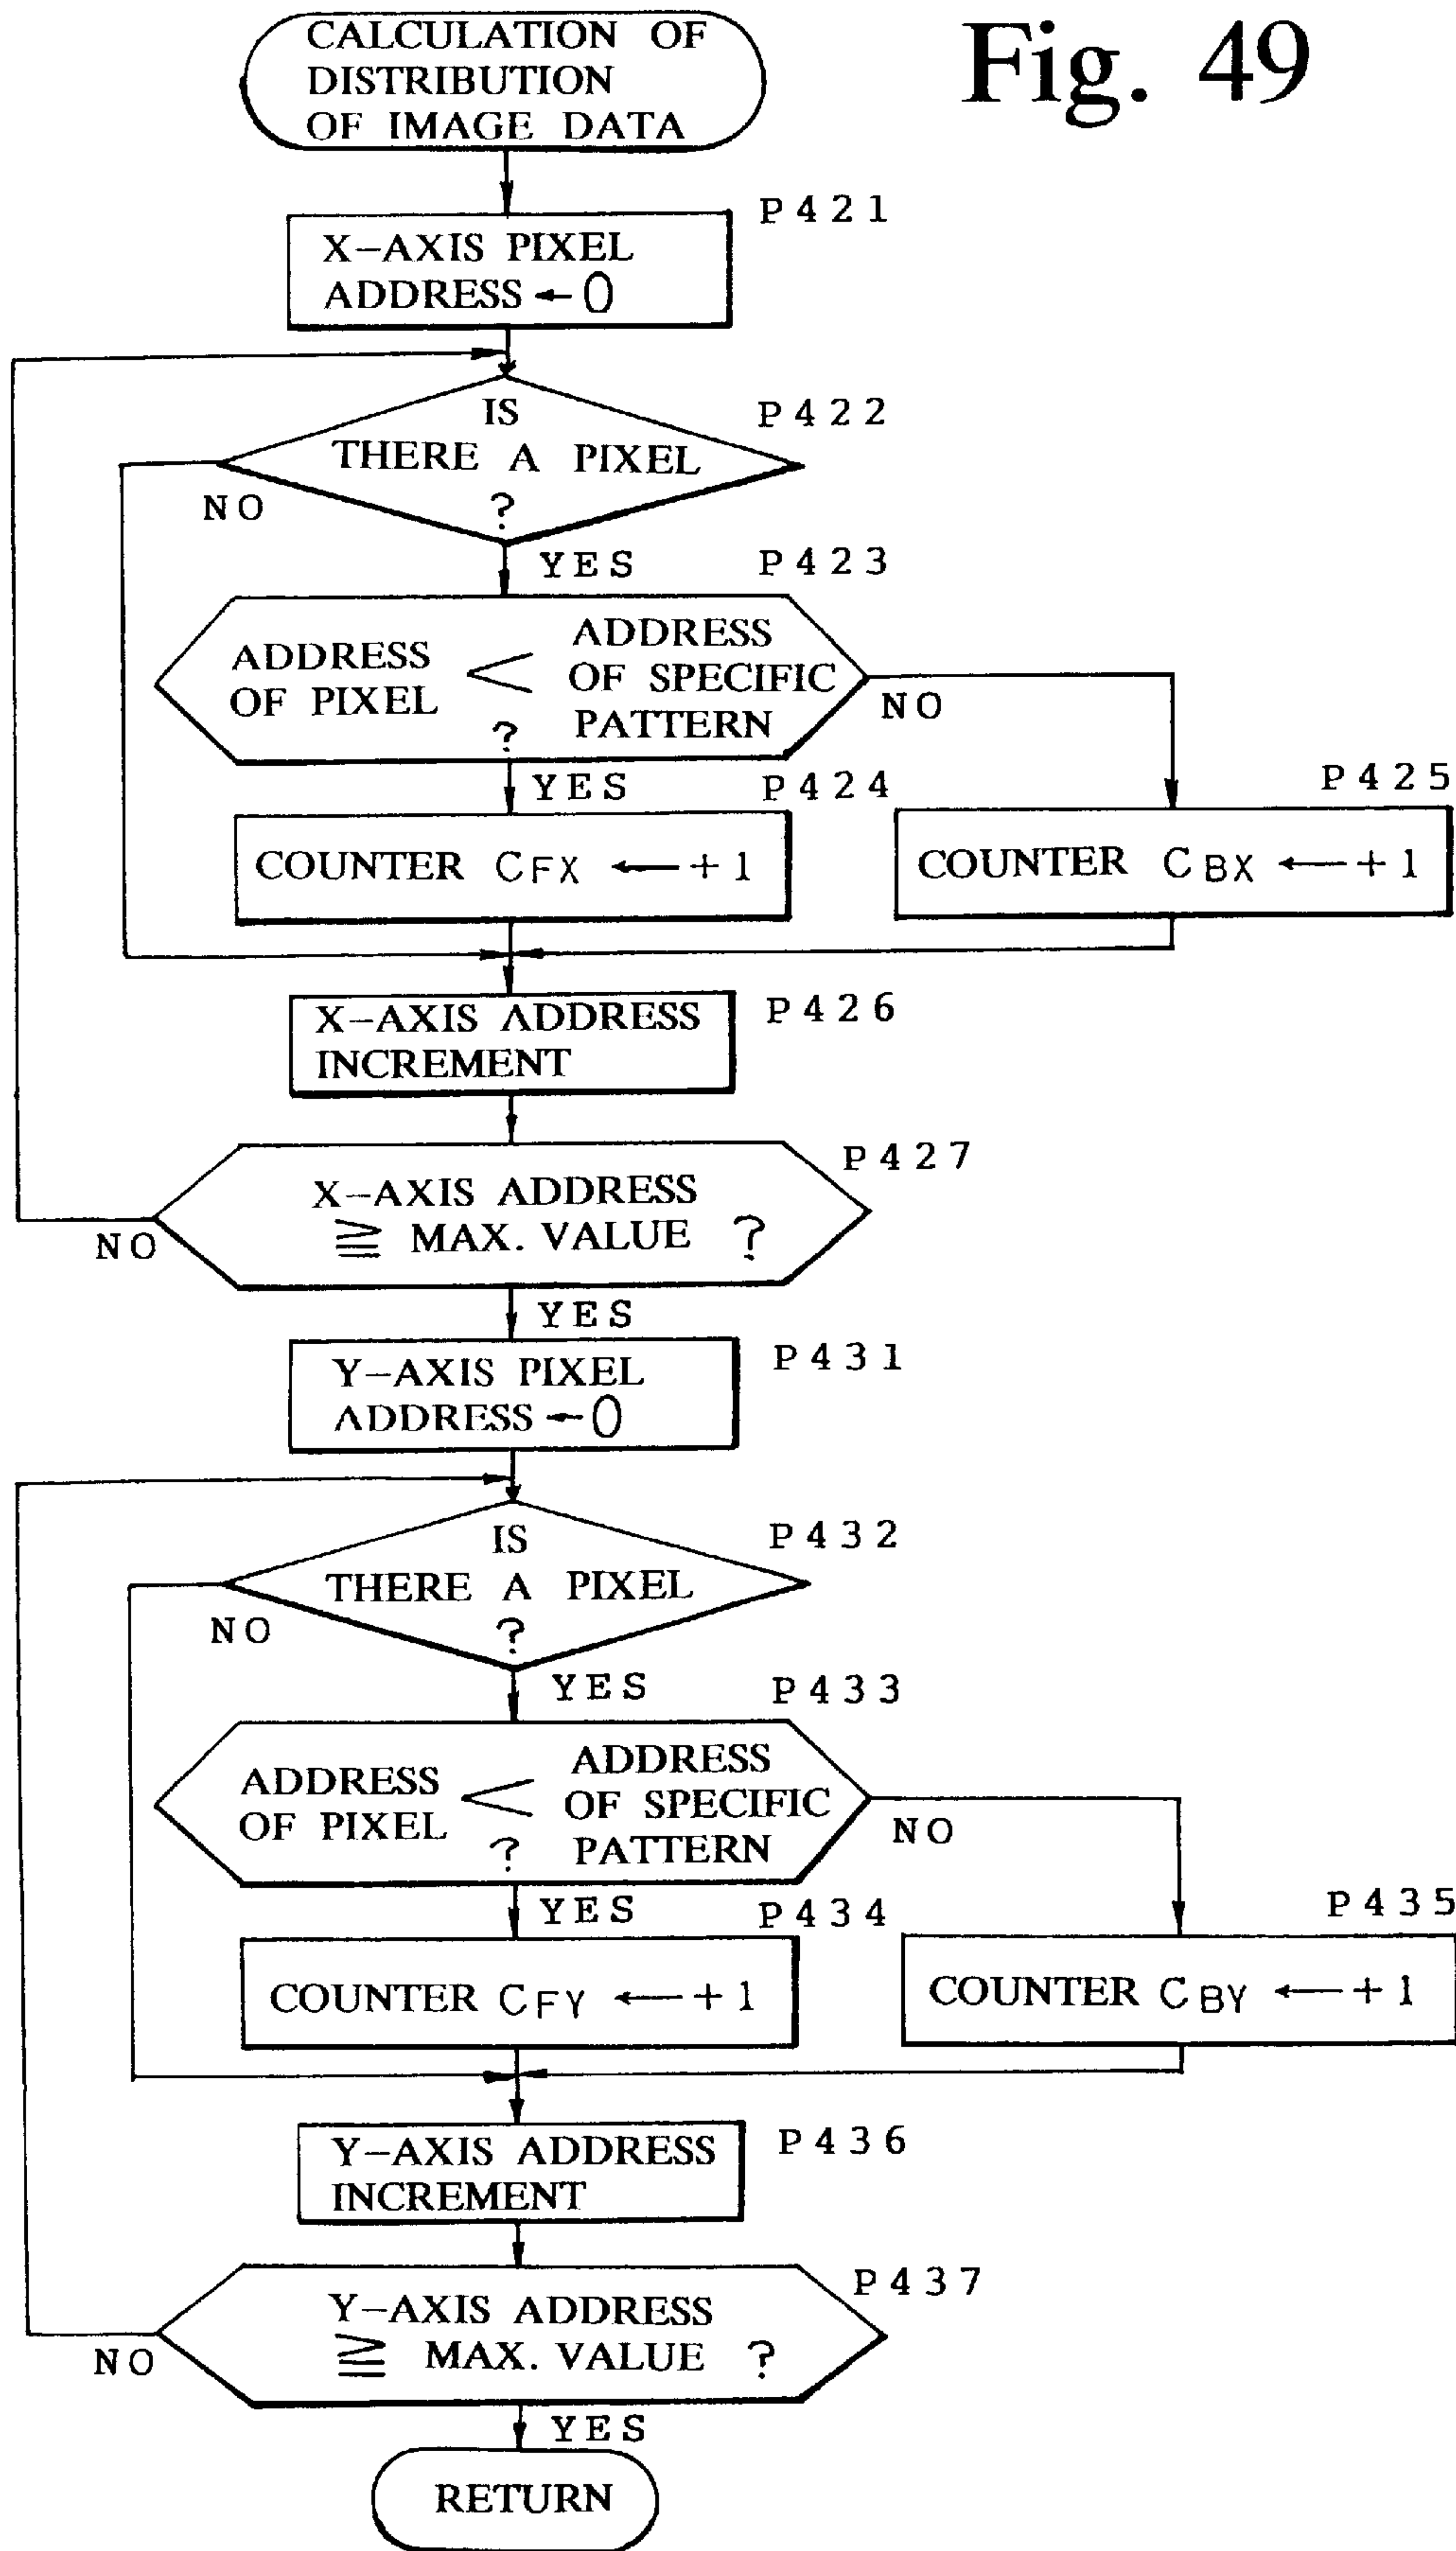 Fig. 49
CALCULATION OF
DISTRIBUTION
OF IMAGE DATA
P421
X-AXIS PIXEL
ADDRESS ← 0
P422
IS
THERE A PIXEL
?
NO
YES
P423
ADDRESS
OF PIXEL
<
ADDRESS
OF SPECIFIC
PATTERN
?
NO
YES
P424
COUNTER CFX ← +1
P425
COUNTER CBX ← +1
P426
X-AXIS ADDRESS
INCREMENT
P427
X-AXIS ADDRESS
≧ MAX. VALUE ?
NO
YES
P431
Y-AXIS PIXEL
ADDRESS ← 0
P432
IS
THERE A PIXEL
?
NO
YES
P433
ADDRESS
OF PIXEL
<
ADDRESS
OF SPECIFIC
PATTERN
?
NO
YES
P434
COUNTER CFY ← +1
P435
COUNTER CBY ← +1
P436
Y-AXIS ADDRESS
INCREMENT
P437
Y-AXIS ADDRESS
≧ MAX. VALUE ?
NO
YES
RETURN